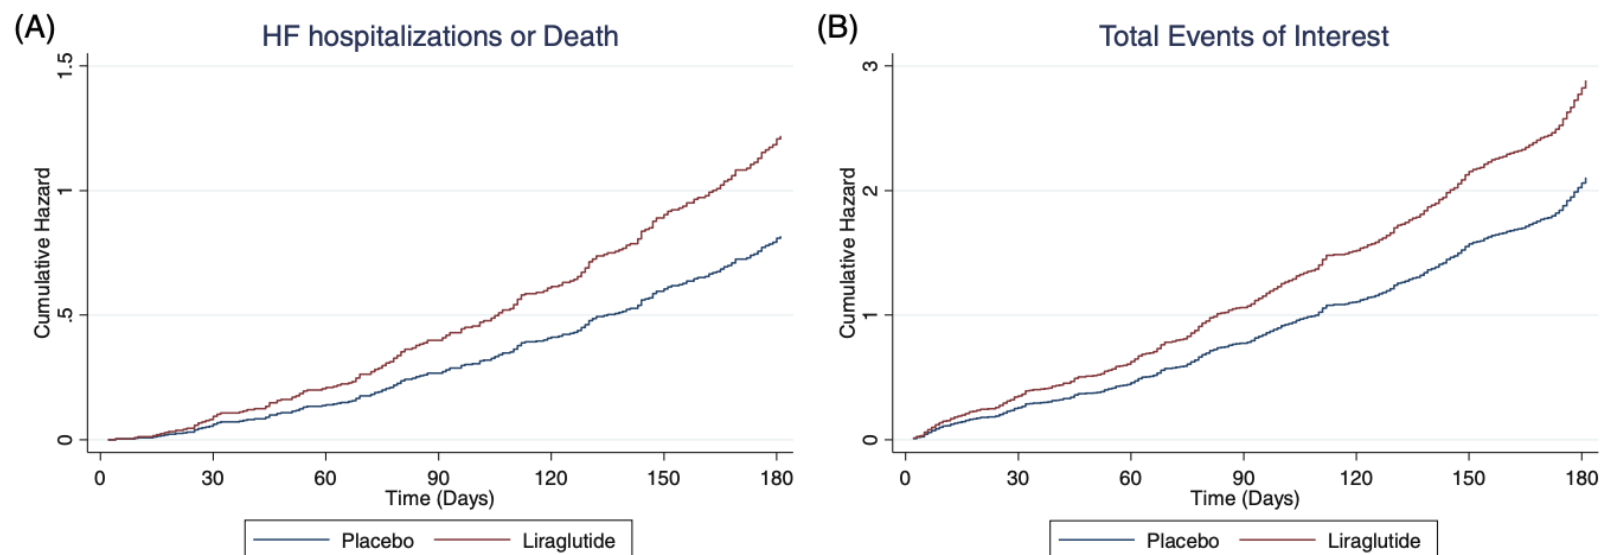 (A)
HF hospitalizations or Death
1.5
1
.5
0
Cumulative Hazard
0 30 60 90 120 150 180
Time (Days)
Placebo Liraglutide
(B)
Total Events of Interest
3
2
1
0
Cumulative Hazard
0 30 60 90 120 150 180
Time (Days)
Placebo Liraglutide